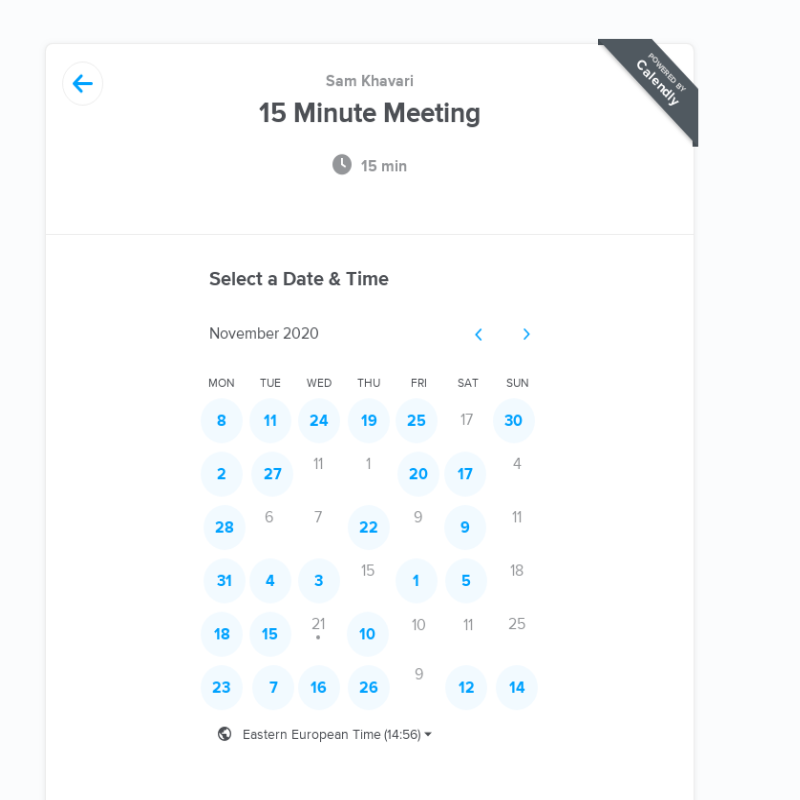 POWERED BY
Calendly
Sam Khavari
15 Minute Meeting
15 min
Select a Date & Time
November 2020
MON TUE WED THU FRI SAT SUN
8 11 24 19 25 17 30
2 27 11 1 20 17 4
28 6 7 22 9 9 11
31 4 3 15 1 5 18
18 15 21 10 10 11 25
23 7 16 26 9 12 14
Eastern European Time (14:56)